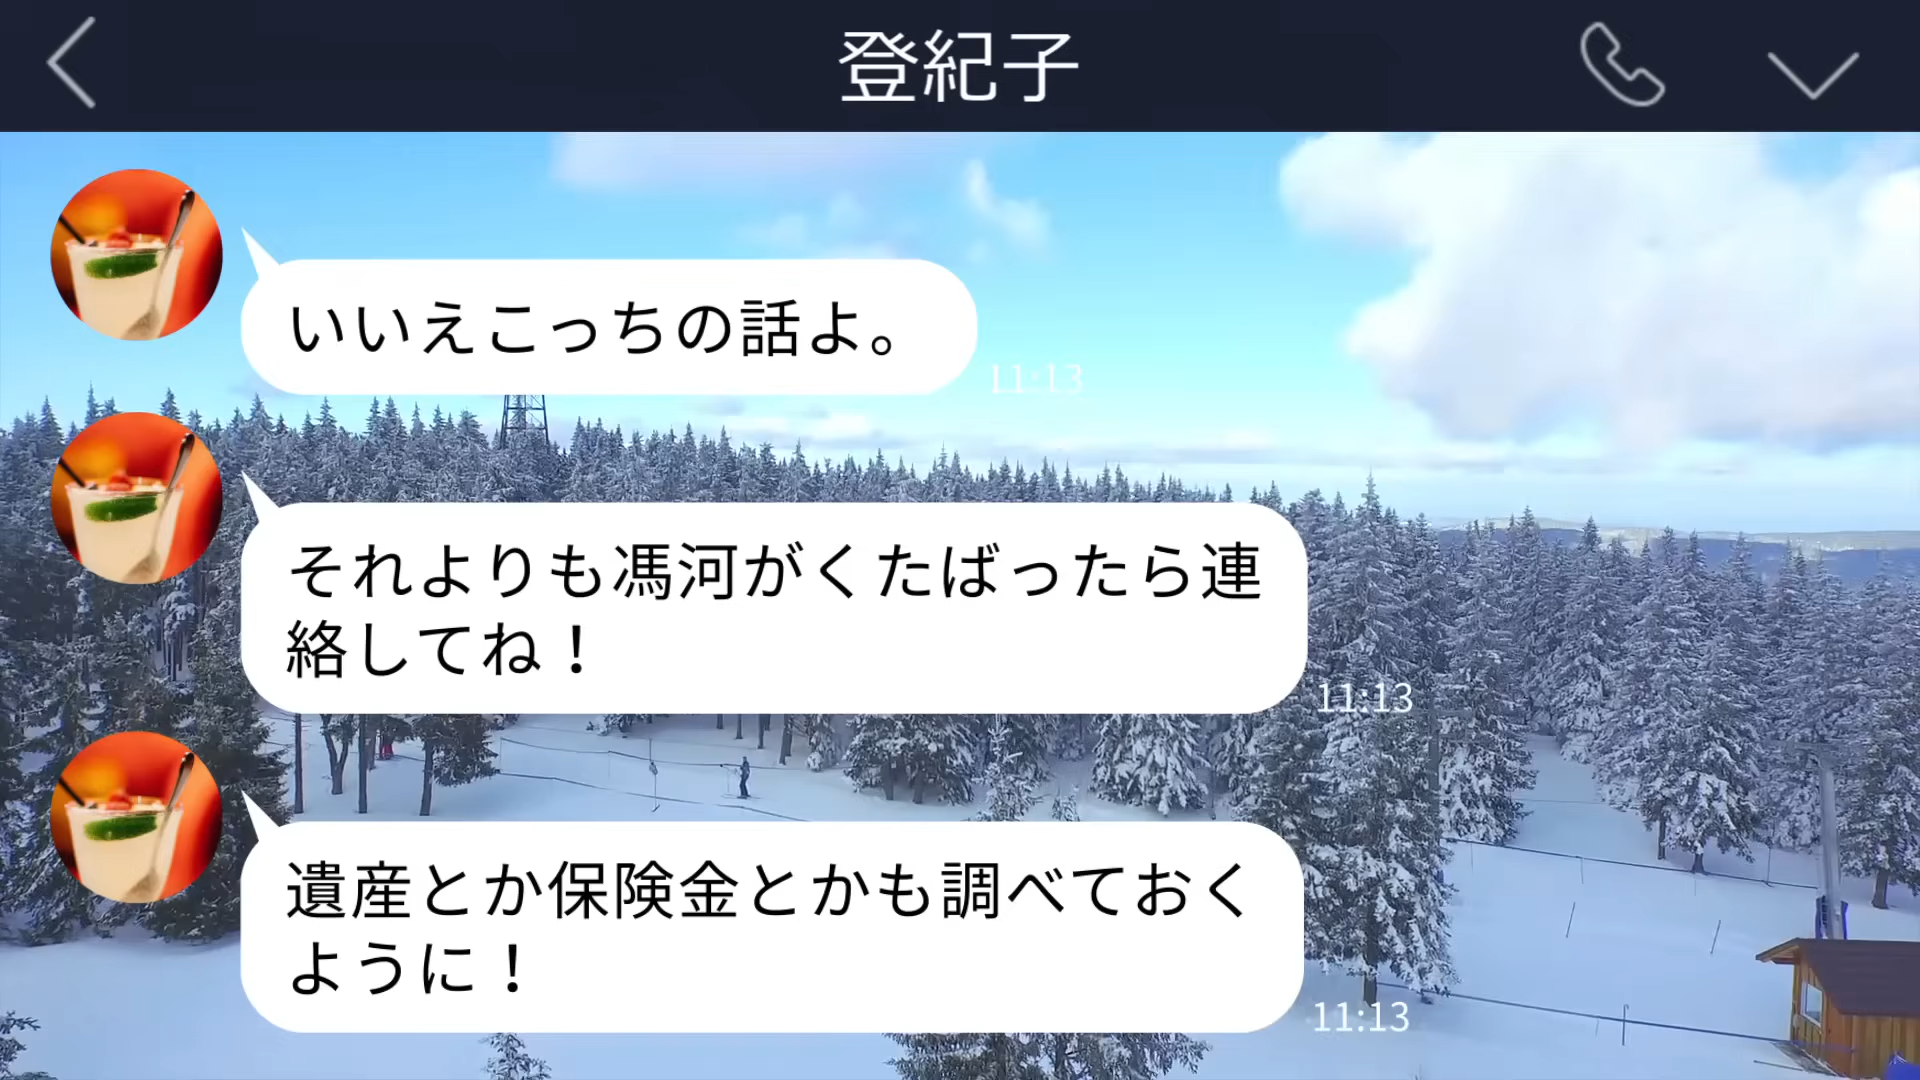 登紀子
いいえこっちの話よ。
11:13
それよりも馮河がくたばったら連
絡してね！
11:13
遺産とか保険金とかも調べておく
ように！
11:13